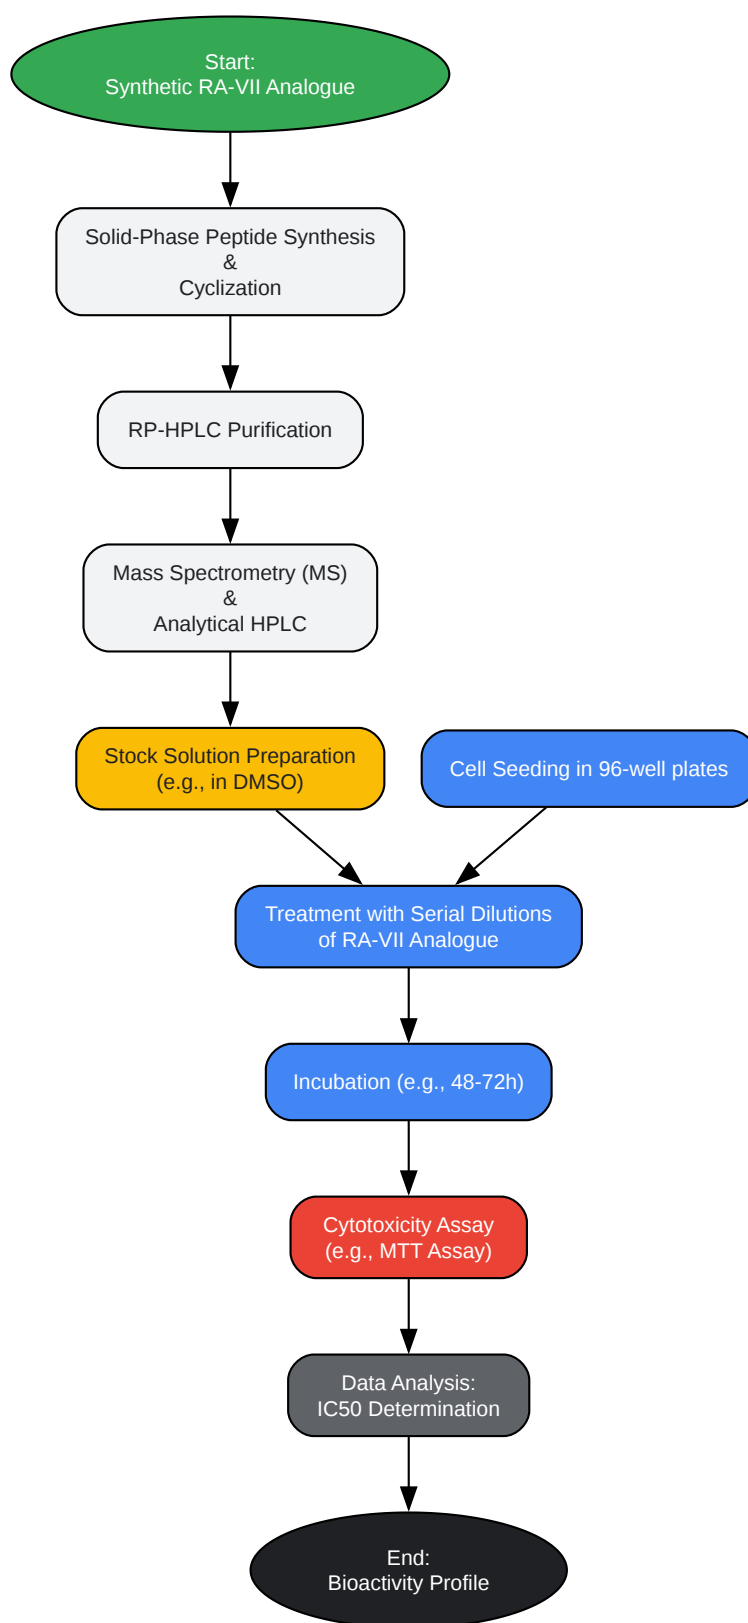 Start:
Synthetic RA-VII Analogue
Solid-Phase Peptide Synthesis
&
Cyclization
RP-HPLC Purification
Mass Spectrometry (MS)
&
Analytical HPLC
Stock Solution Preparation
(e.g., in DMSO)
Cell Seeding in 96-well plates
Treatment with Serial Dilutions
of RA-VII Analogue
Incubation (e.g., 48-72h)
Cytotoxicity Assay
(e.g., MTT Assay)
Data Analysis:
IC50 Determination
End:
Bioactivity Profile